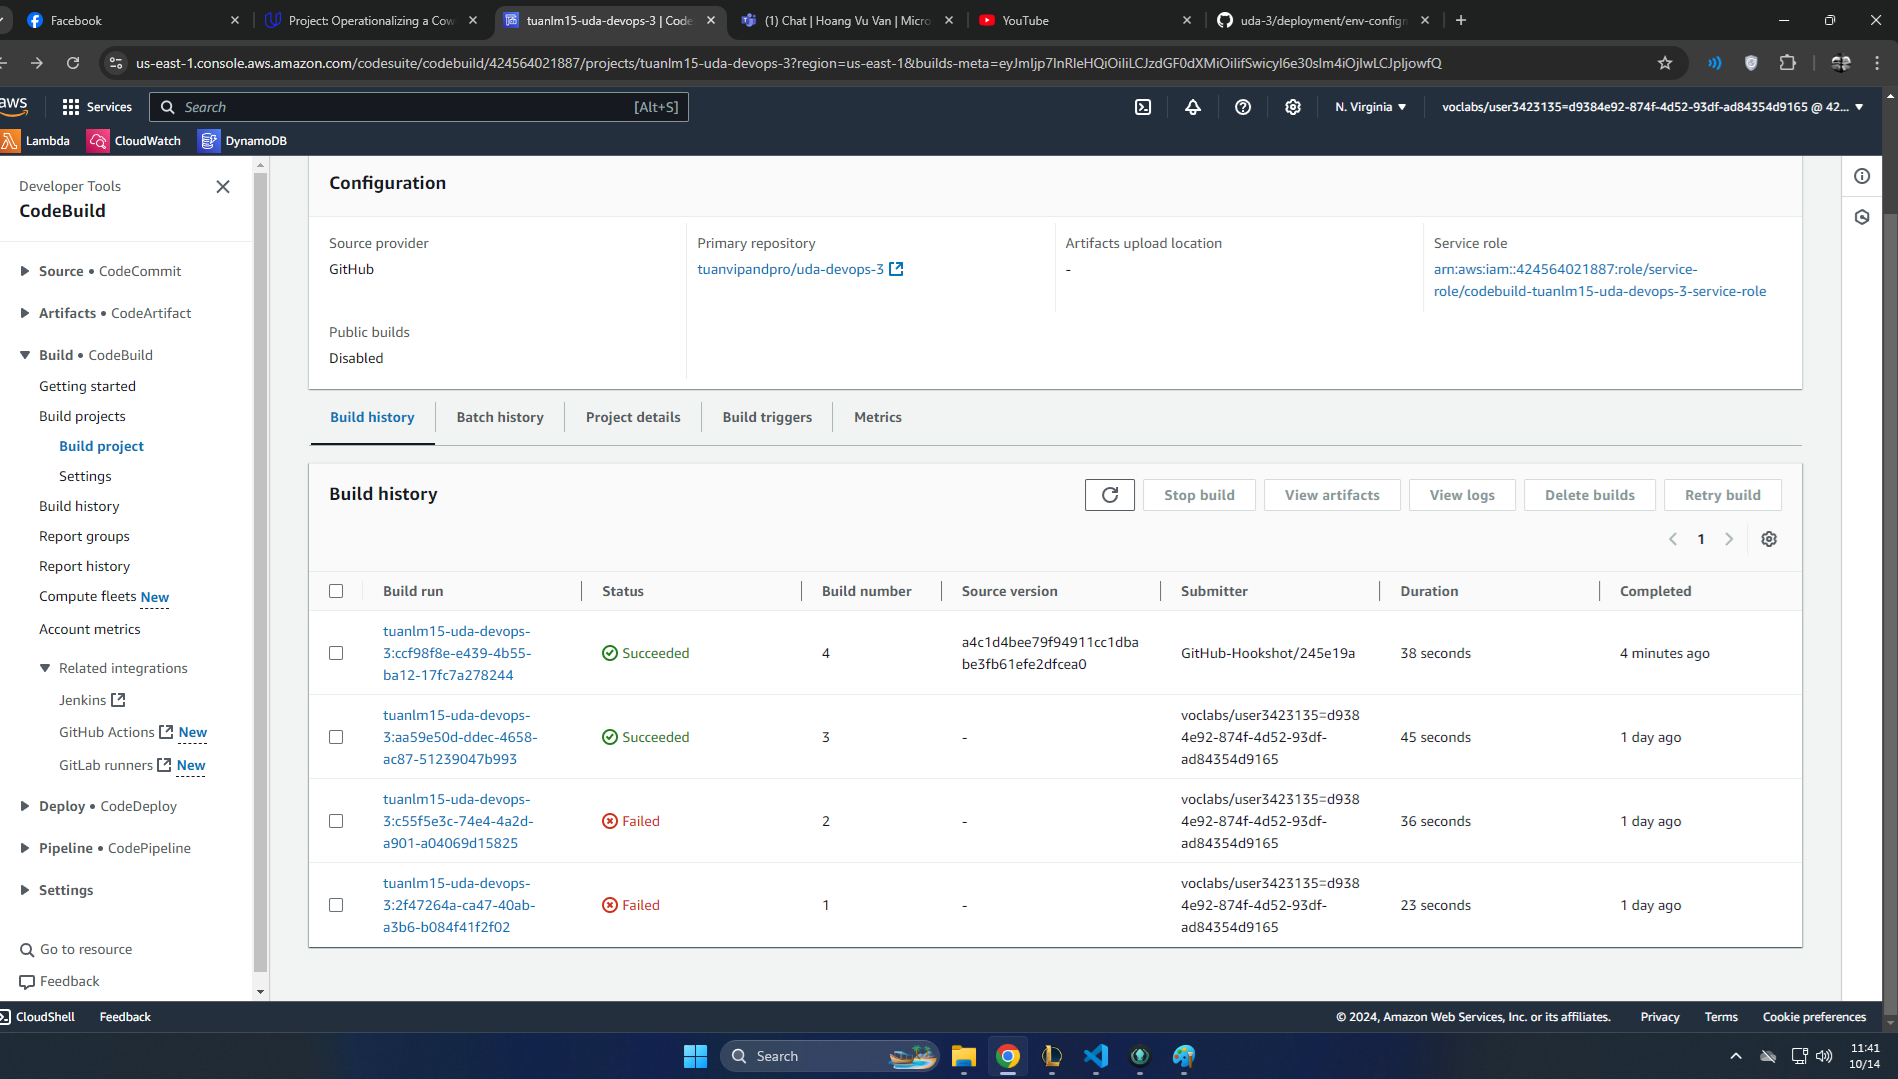 Facebook
Project: Operationalizing a Cow
tuanlm15-uda-devops-3 | Code
(1) Chat | Hoang Vu Van | Micro
YouTube
uda-3/deployment/env-config
us-east-1.console.aws.amazon.com/codesuite/codebuild/424564021887/projects/tuanlm15-uda-devops-3?region=us-east-1&builds-meta=
aws
Services
Search
[Alt+S]
N. Virginia
voclabs/user3423135=d9384e92-874f-4d52-93df-ad84354d9165 @ 42...
Lambda
CloudWatch
DynamoDB
Developer Tools
CodeBuild
Source • CodeCommit
Artifacts • CodeArtifact
Build • CodeBuild
Getting started
Build projects
Build project
Settings
Build history
Report groups
Report history
Compute fleets New
Account metrics
Related integrations
Jenkins
GitHub Actions New
GitLab runners New
Deploy • CodeDeploy
Pipeline • CodePipeline
Settings
Go to resource
Feedback
Configuration
Source provider
GitHub
Primary repository
tuanvipandpro/uda-devops-3
Artifacts upload location
-
Service role
arn:aws:iam::424564021887:role/service-
role/codebuild-tuanlm15-uda-devops-3-service-role
Public builds
Disabled
Build history
Batch history
Project details
Build triggers
Metrics
Build history
Stop build
View artifacts
View logs
Delete builds
Retry build
1
Build run
Status
Build number
Source version
Submitter
Duration
Completed
tuanlm15-uda-devops-
3:ccf98f8e-e439-4b55-
ba12-17fc7a278244
Succeeded
4
a4c1d4bee79f94911cc1dba
be3fb61efe2dfcea0
GitHub-Hookshot/245e19a
38 seconds
4 minutes ago
tuanlm15-uda-devops-
3:aa59e50d-ddec-4658-
ac87-51239047b993
Succeeded
3
-
voclabs/user3423135=d938
4e92-874f-4d52-93df-
ad84354d9165
45 seconds
1 day ago
tuanlm15-uda-devops-
3:c55f5e3c-74e4-4a2d-
a901-a04069d15825
Failed
2
-
voclabs/user3423135=d938
4e92-874f-4d52-93df-
ad84354d9165
36 seconds
1 day ago
tuanlm15-uda-devops-
3:2f47264a-ca47-40ab-
a3b6-b084f41f2f02
Failed
1
-
voclabs/user3423135=d938
4e92-874f-4d52-93df-
ad84354d9165
23 seconds
1 day ago
CloudShell
Feedback
© 2024, Amazon Web Services, Inc. or its affiliates.
Privacy
Terms
Cookie preferences
Search
11:41
10/14